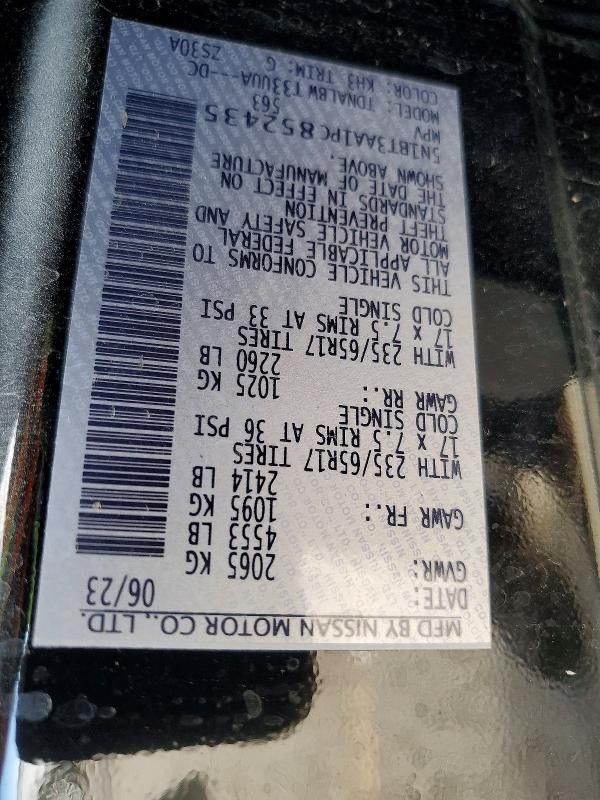 MFD BY NISSAN MOTOR CO., LTD.
DATE: 06/23
GVWR: 2065 KG
4553 LB
GAWR FR.: 1095 KG
2414 LB
WITH 235/65R17 TIRES
17 X 7.5 RIMS AT 36 PSI
COLD SINGLE
GAWR RR.: 1025 KG
2260 LB
WITH 235/65R17 TIRES
17 X 7.5 RIMS AT 33 PSI
COLD SINGLE
THIS VEHICLE CONFORMS TO
ALL APPLICABLE FEDERAL
MOTOR VEHICLE SAFETY AND
THEFT PREVENTION
STANDARDS IN EFFECT ON
THE DATE OF MANUFACTURE
SHOWN ABOVE.
5N1BT3AA1PC852435
MPV 563
MODEL: TDNALBW T33UUA---DC
COLOR: KH3 TRIM: G ZS30A